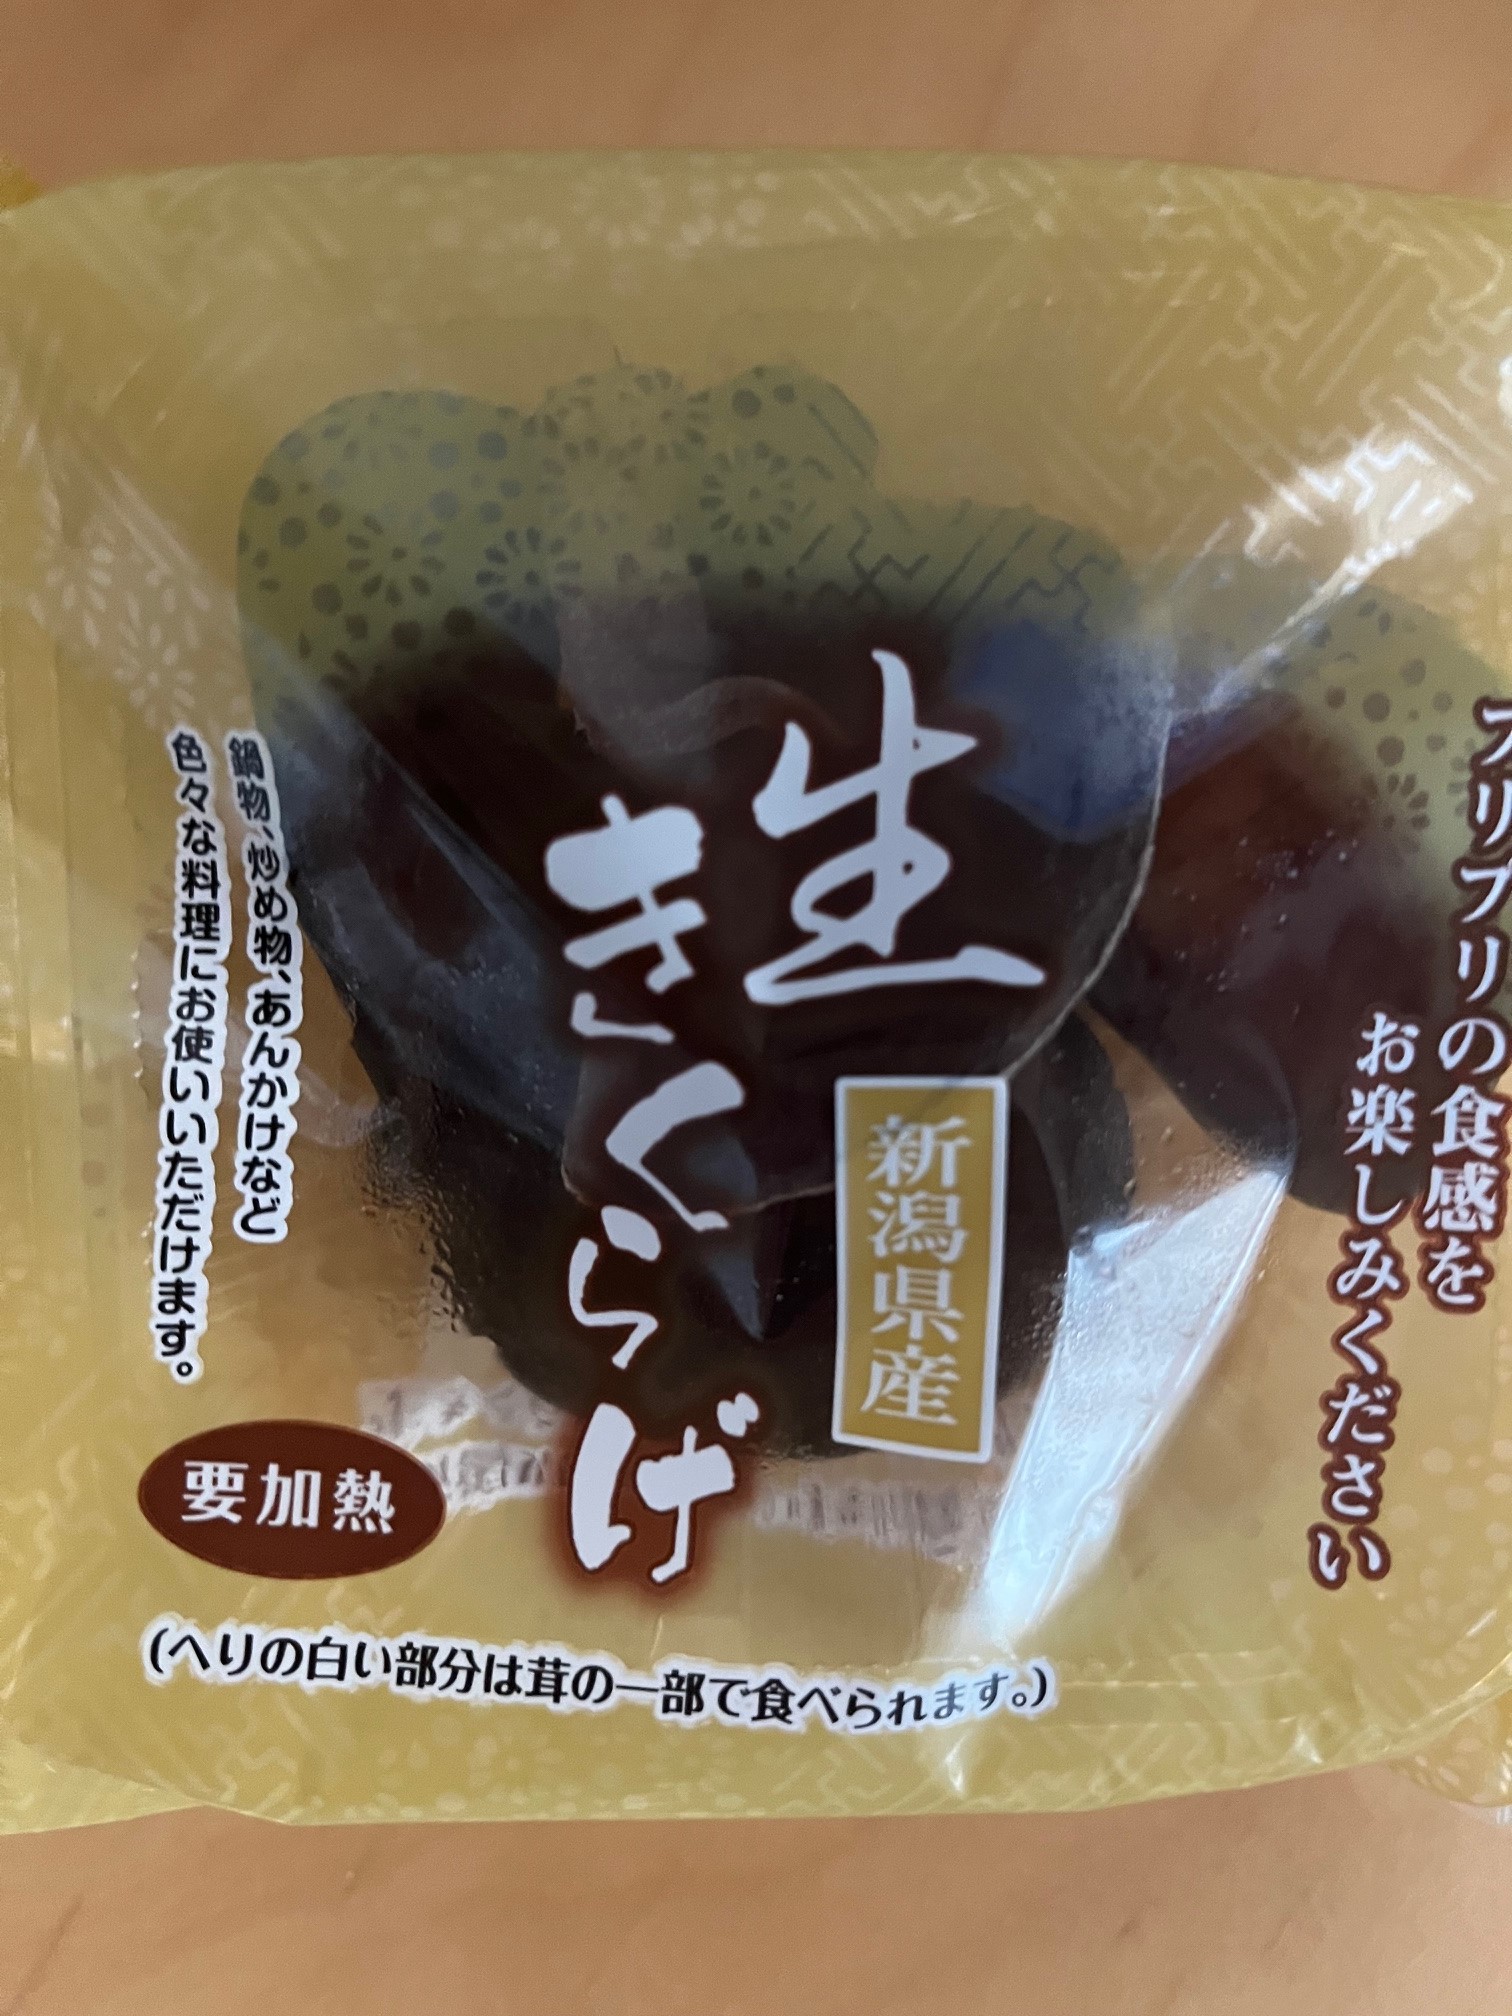 プリプリの食感を
お楽しみください
生
きくらげ
新潟県産
鍋物、炒め物、あんかけなど
色々な料理にお使いいただけます。
要加熱
(へりの白い部分は茸の一部で食べられます。)